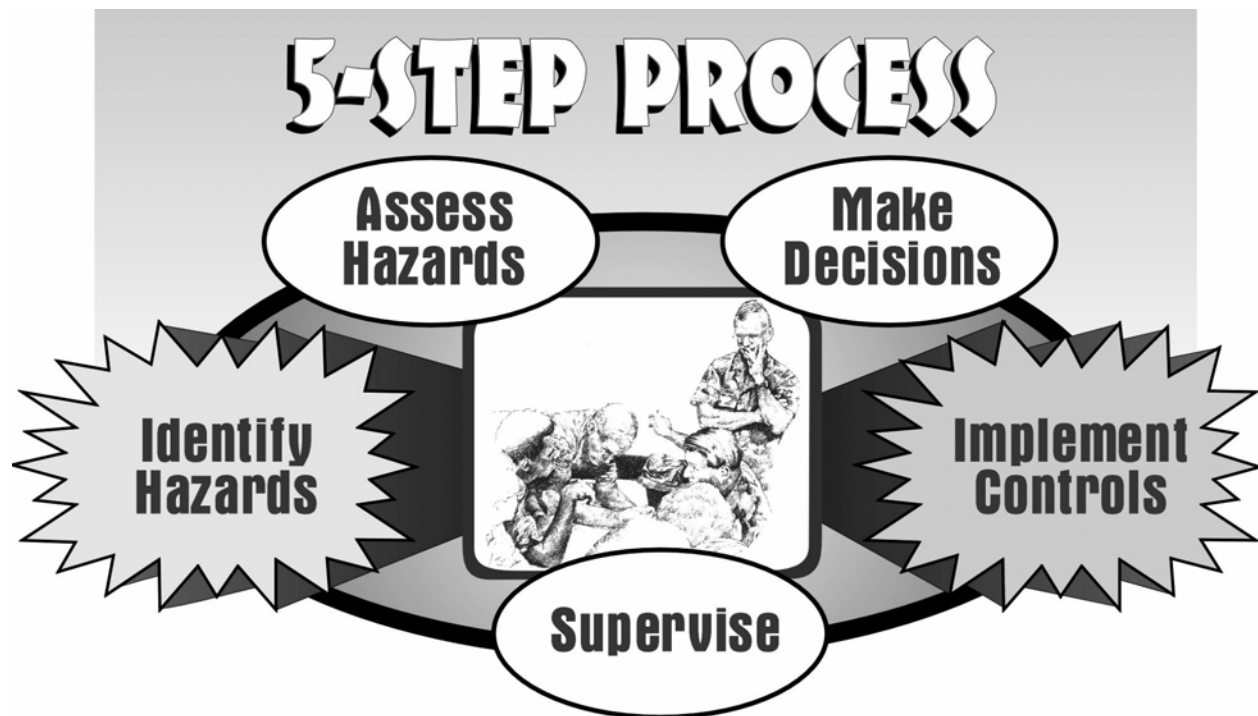 5-STEP PROCESS
Assess
Hazards
Make
Decisions
Identify
Hazards
Implement
Controls
Supervise